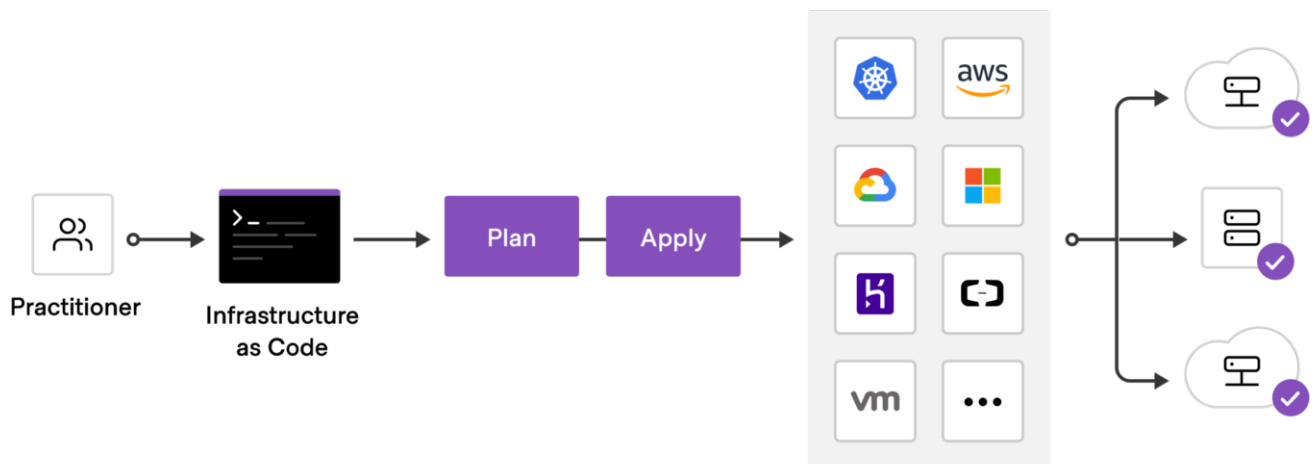 Practitioner
Infrastructure
as Code
Plan
Apply
aws
vm